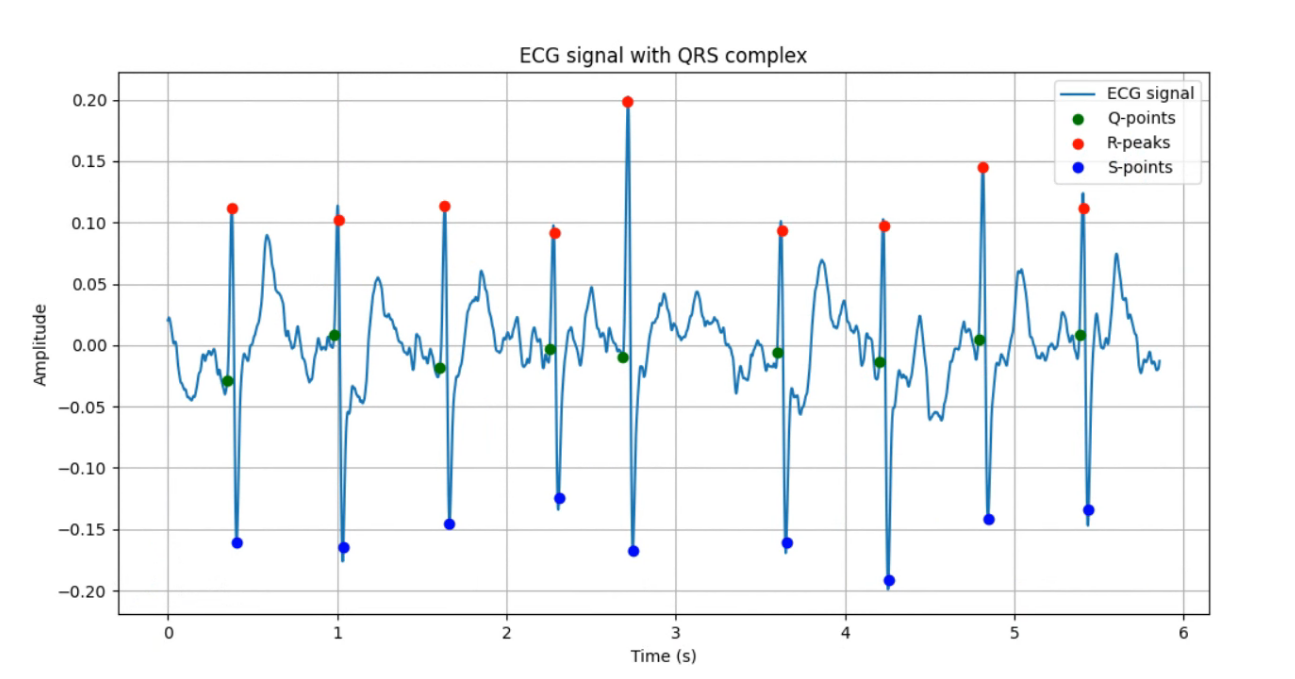 ECG signal with QRS complex
ECG signal
Q-points
R-peaks
S-points
0.20
0.15
0.10
0.05
0.00
−0.05
−0.10
−0.15
−0.20
Amplitude
0 1 2 3 4 5 6
Time (s)